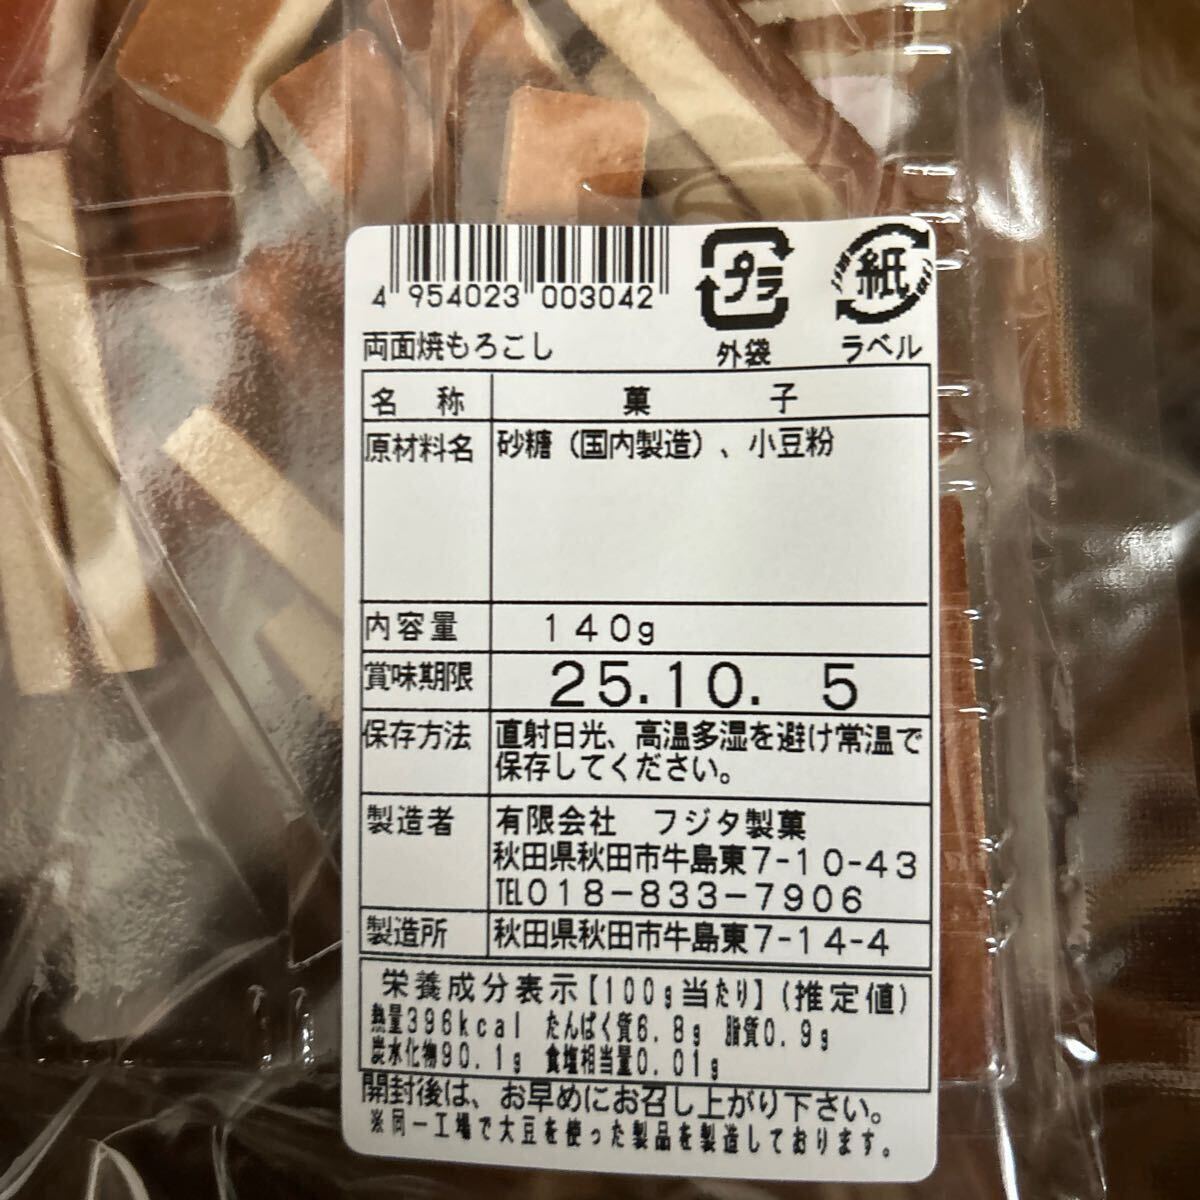 4 954023 003042
プラ
外袋
紙
ラベル
両面焼もろこし
名称 菓子
原材料名 砂糖（国内製造）、小豆粉
内容量 140g
賞味期限 25.10. 5
保存方法 直射日光、高温多湿を避け常温で
保存してください。
製造者 有限会社 フジタ製菓
秋田県秋田市牛島東7-10-43
TEL018-833-7906
製造所 秋田県秋田市牛島東7-14-4
栄養成分表示【100g当たり】(推定値)
熱量396kcal たんぱく質6.8g 脂質0.9g
炭水化物90.1g 食塩相当量0.01g
開封後は、お早めにお召し上がり下さい。
※同一工場で大豆を使った製品を製造しております。